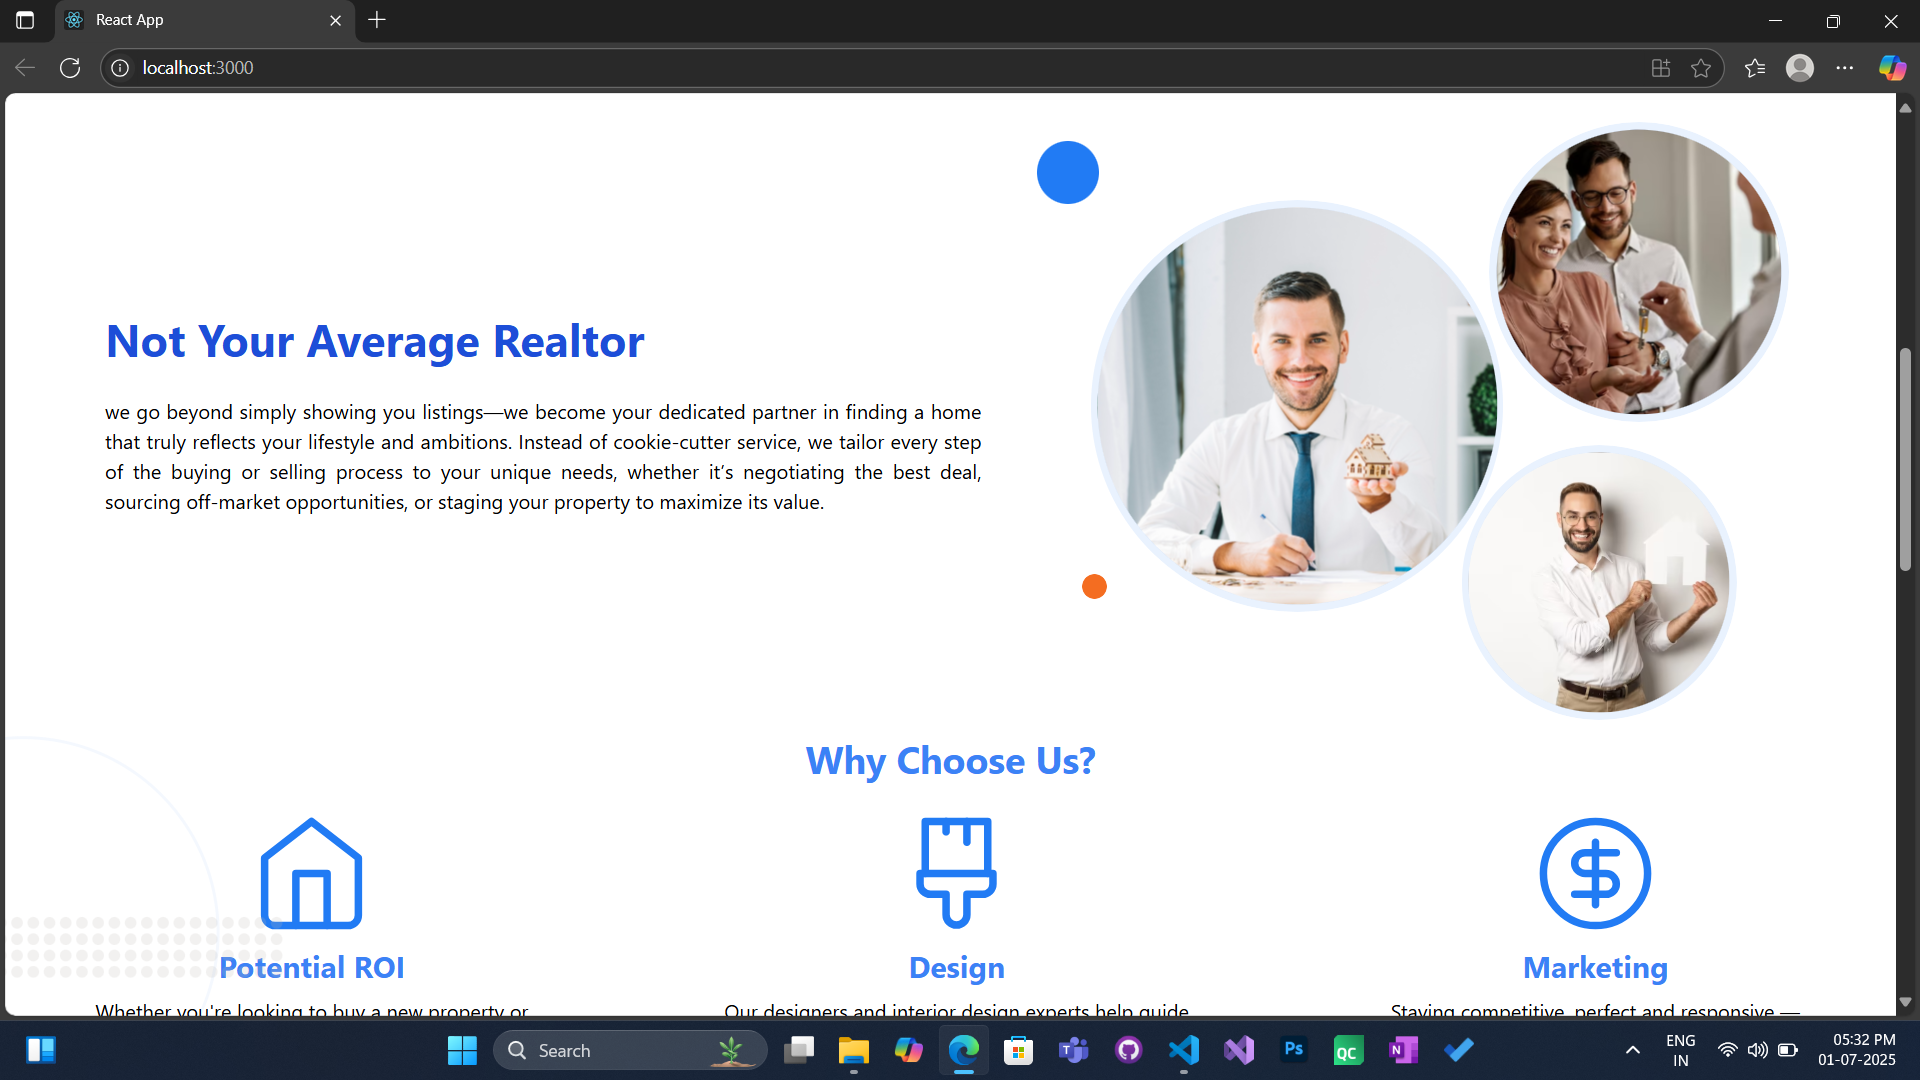 React App
localhost:3000
Not Your Average Realtor
we go beyond simply showing you listings—we become your dedicated partner in finding a home
that truly reflects your lifestyle and ambitions. Instead of cookie-cutter service, we tailor every step
of the buying or selling process to your unique needs, whether it’s negotiating the best deal,
sourcing off-market opportunities, or staging your property to maximize its value.
Why Choose Us?
Potential ROI
Design
Marketing
Whether you're looking to buy a new property or
Our designers and interior design experts help guide
Staying competitive, perfect and responsive —
Search
T
Ps
QC
N
ENG
IN
05:32 PM
01-07-2025